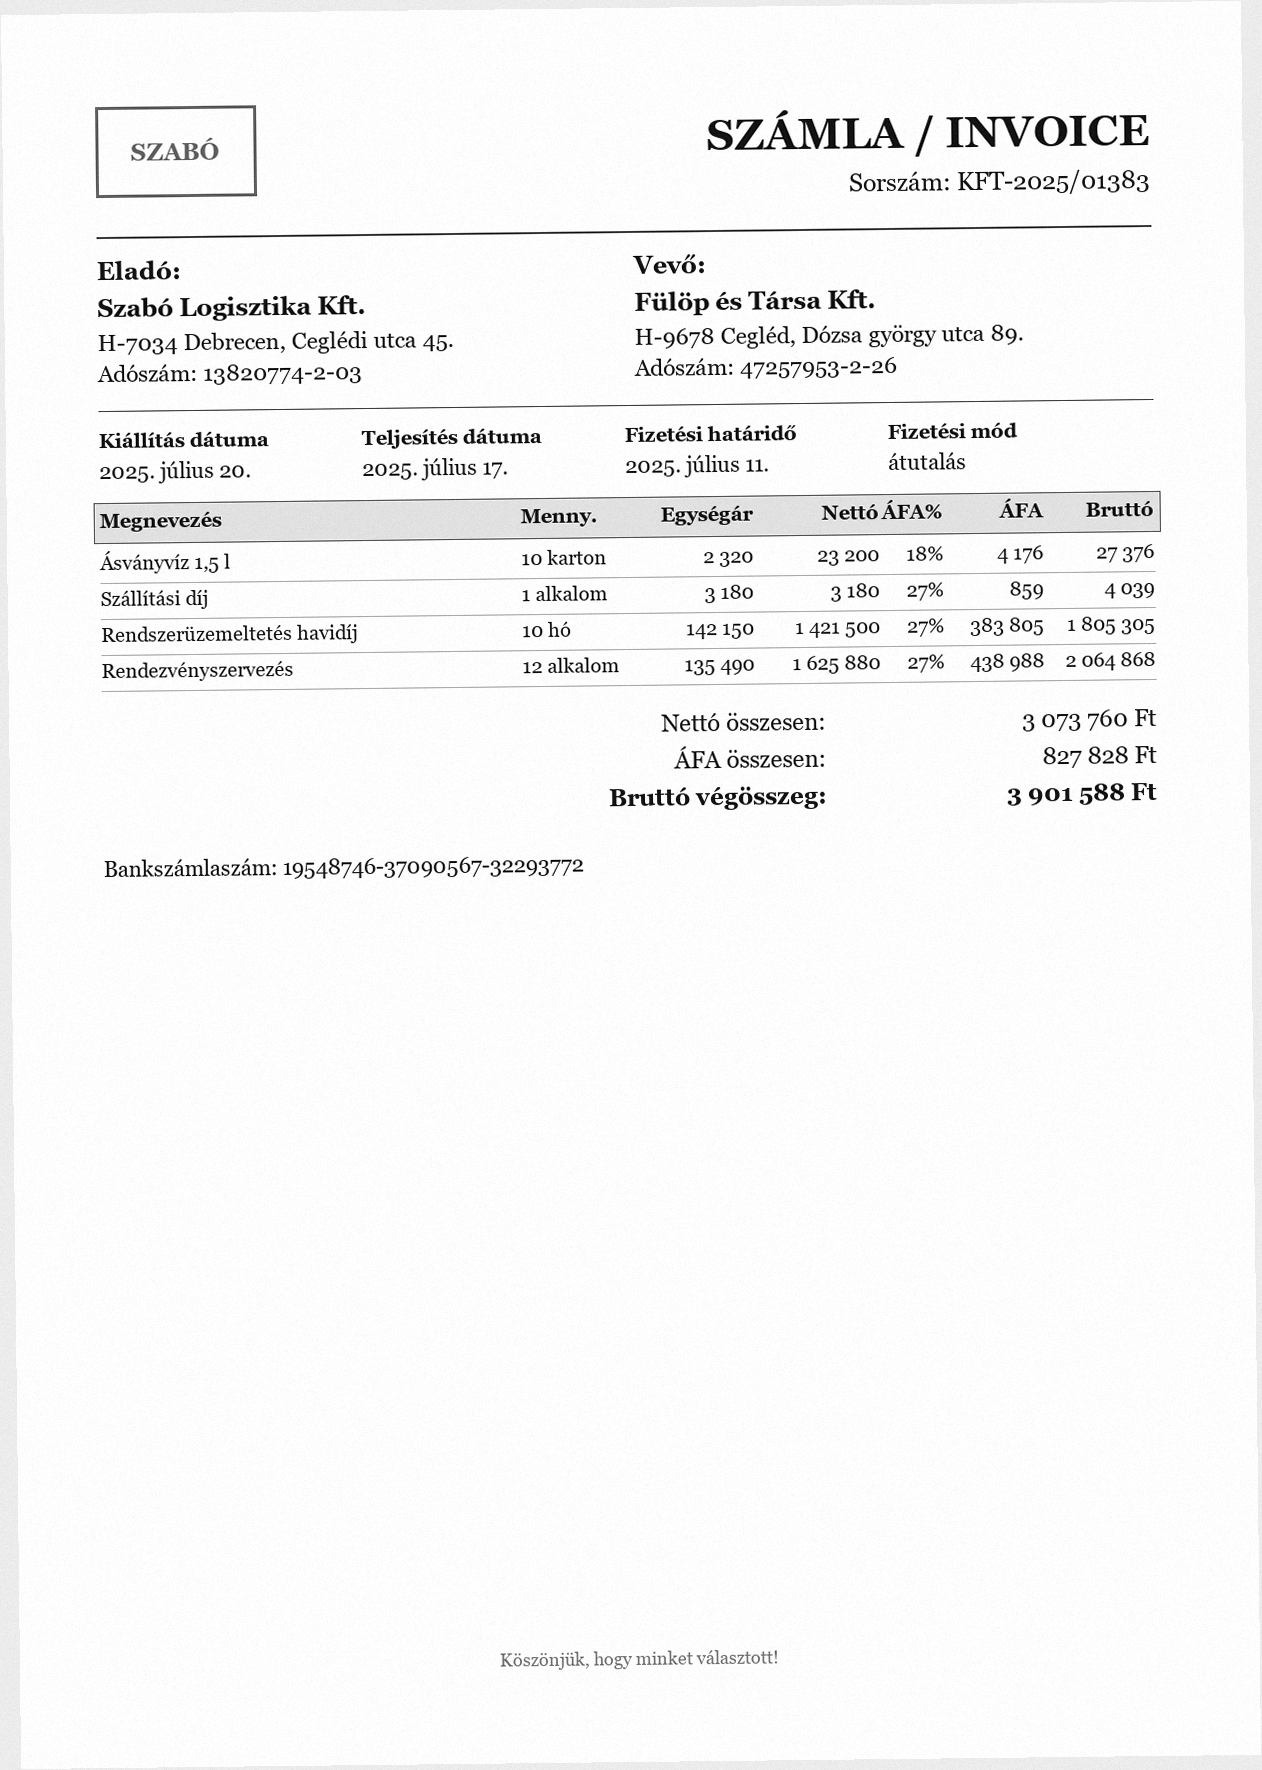 SZABÓ
SZÁMLA / INVOICE
Sorszám: KFT-2025/01383
Eladó:
Szabó Logisztika Kft.
H-7034 Debrecen, Ceglédi utca 45.
Adószám: 13820774-2-03
Vevő:
Fülöp és Társa Kft.
H-9678 Cegléd, Dózsa györgy utca 89.
Adószám: 47257953-2-26
Kiállítás dátuma Teljesítés dátuma Fizetési határidő Fizetési mód
2025. július 20. 2025. július 17. 2025. július 11. átutalás
Megnevezés Menny. Egységár Nettó ÁFA% ÁFA Bruttó
Ásványvíz 1,5 l 10 karton 2 320 23 200 18% 4 176 27 376
Szállítási díj 1 alkalom 3 180 3 180 27% 859 4 039
Rendszerüzemeltetés havidíj 10 hó 142 150 1 421 500 27% 383 805 1 805 305
Rendezvényszervezés 12 alkalom 135 490 1 625 880 27% 438 988 2 064 868
Nettó összesen: 3 073 760 Ft
ÁFA összesen: 827 828 Ft
Bruttó végösszeg: 3 901 588 Ft
Bankszámlaszám: 19548746-37090567-32293772
Köszönjük, hogy minket választott!